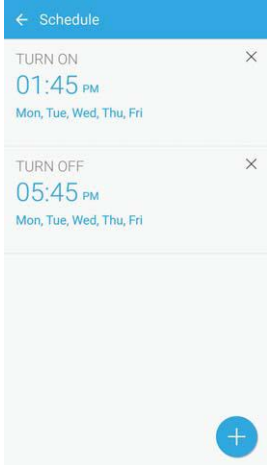 Schedule
TURN ON
01:45 PM
Mon, Tue, Wed, Thu, Fri
TURN OFF
05:45 PM
Mon, Tue, Wed, Thu, Fri